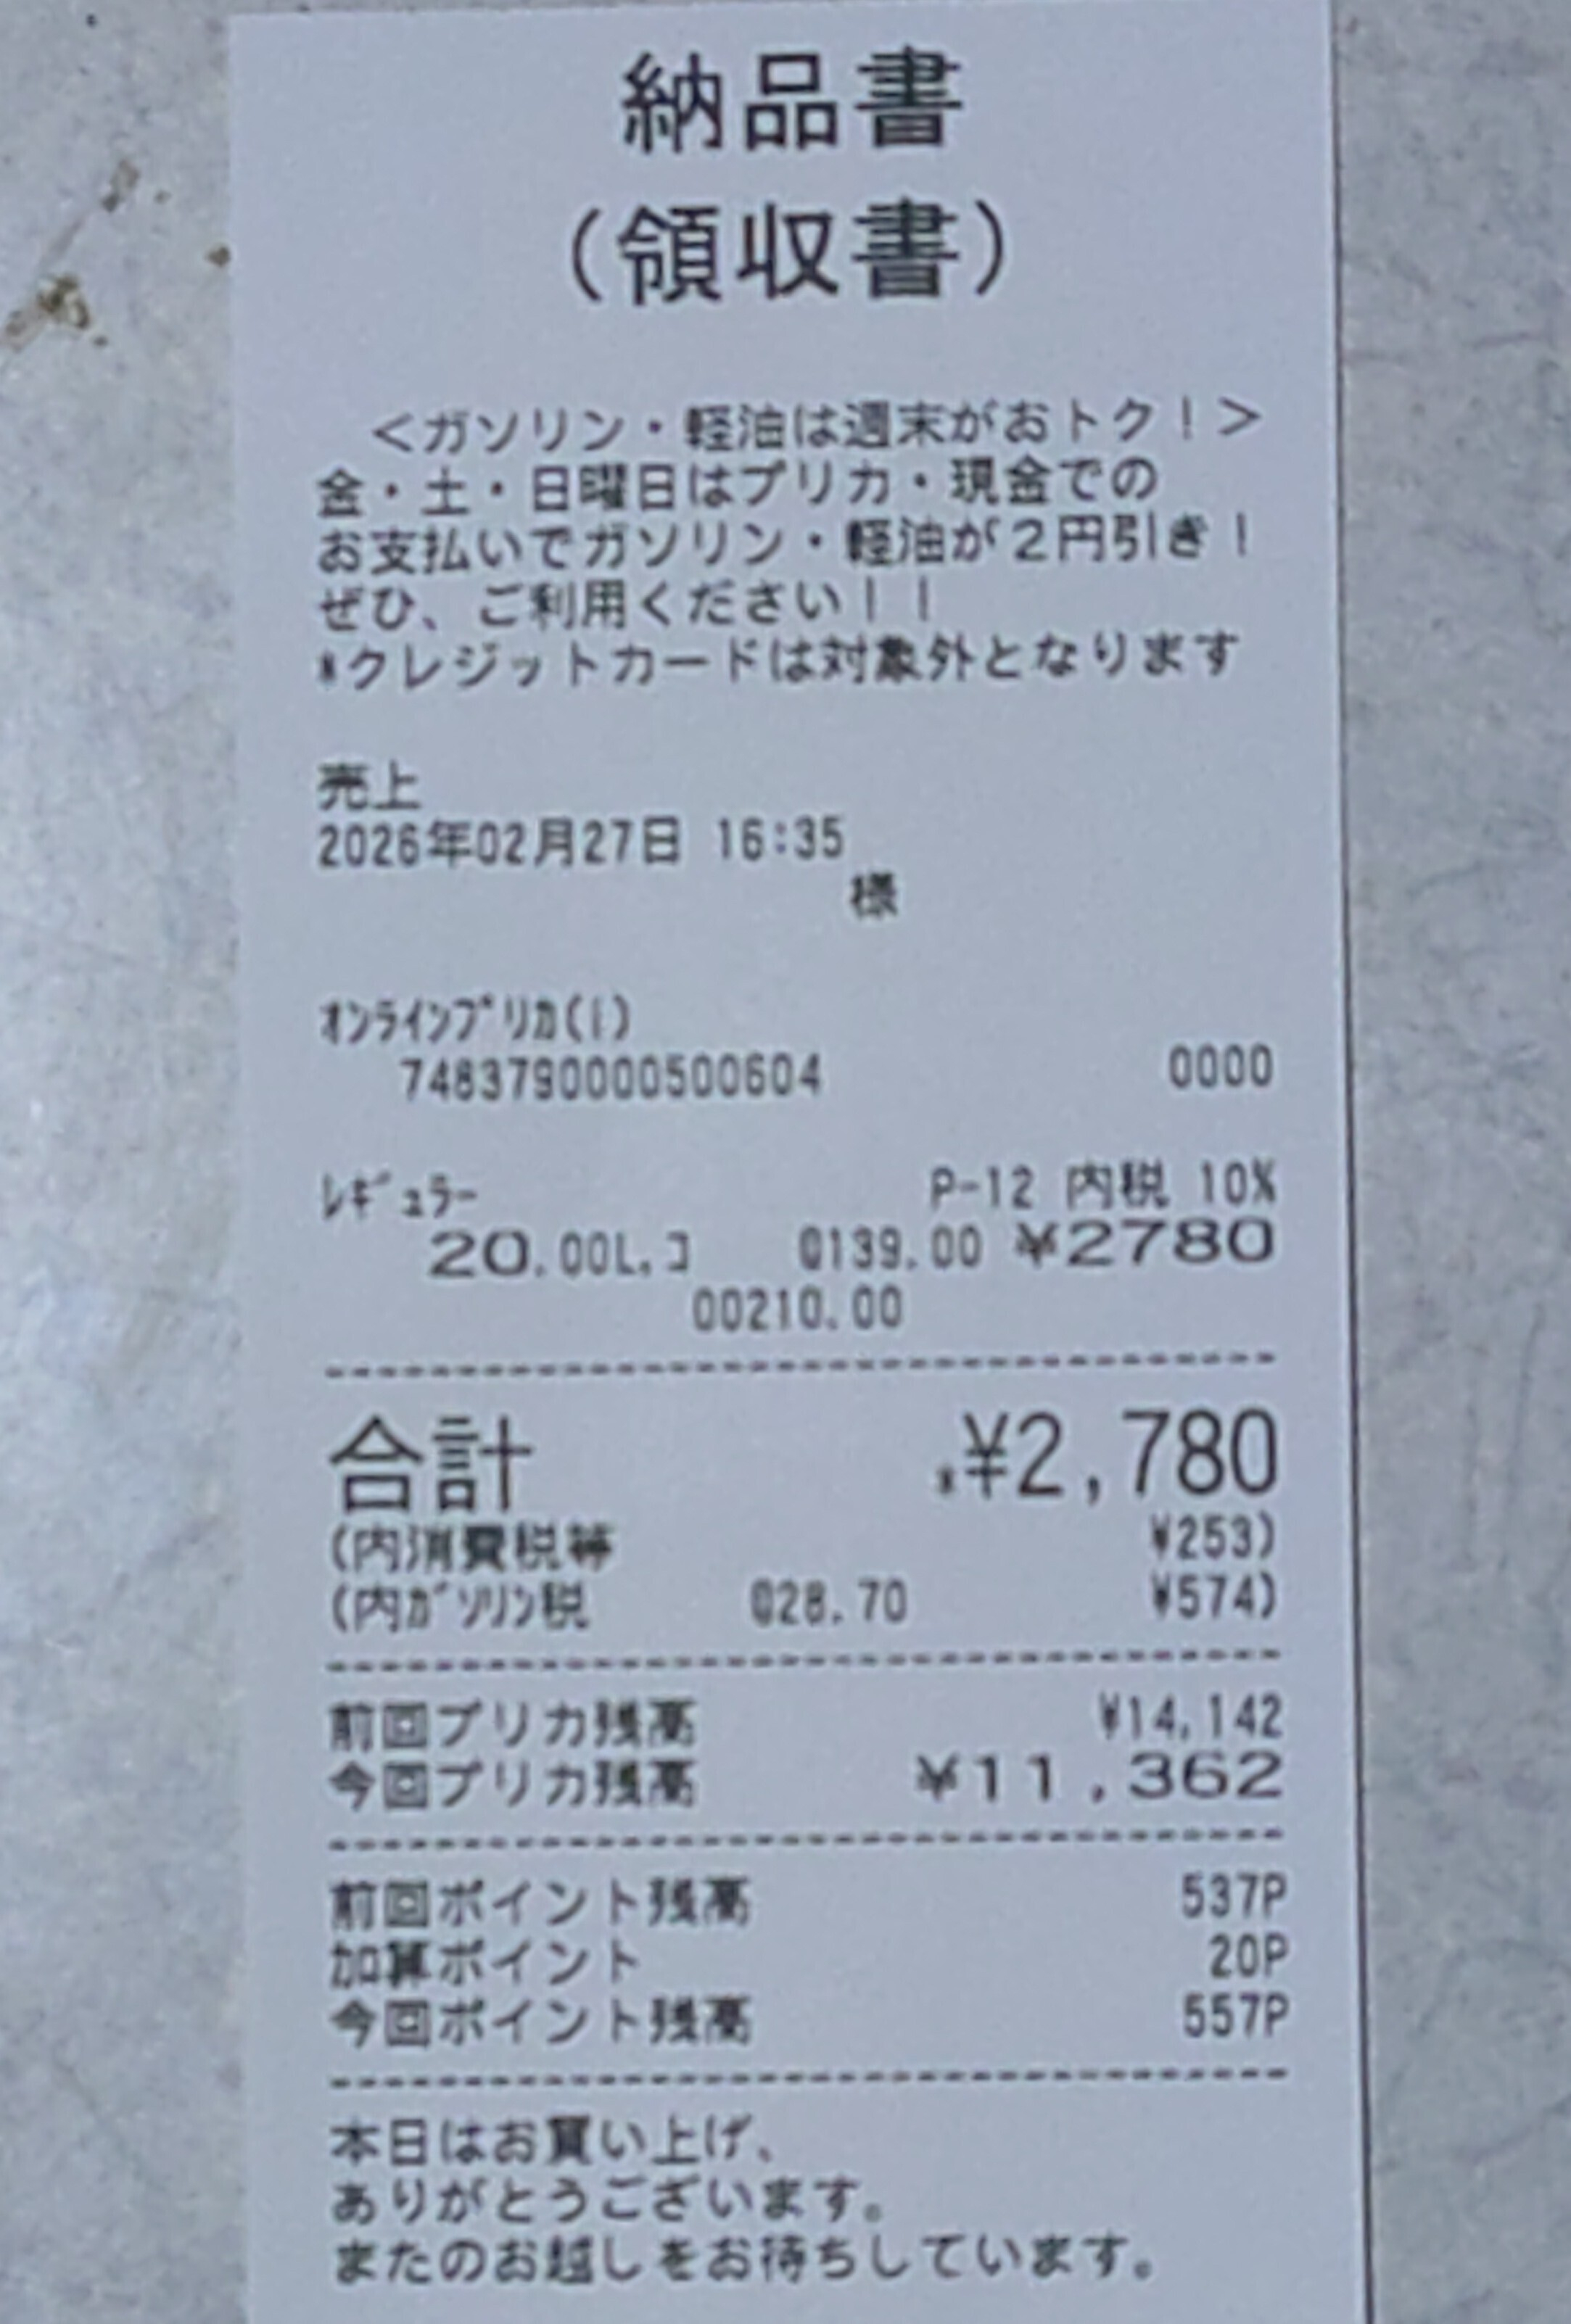 納品書
(領収書)
＜ガソリン・軽油は週末がおトク！＞
金・土・日曜日はプリカ・現金での
お支払いでガソリン・軽油が２円引き！
ぜひ、ご利用ください！！
*クレジットカードは対象外となります
売上
2026年02月27日 16:35
様
ｵﾝﾗｲﾝﾌﾟﾘｶ(I)
7483790000500604 0000
ﾚｷﾞｭﾗｰ P-12 内税 10%
20.00L,コ @139.00 ¥2780
00210.00
合計 *¥2,780
(内消費税等 ¥253)
(内ｶﾞｿﾘﾝ税 @28.70 ¥574)
前回プリカ残高 ¥14,142
今回プリカ残高 ¥11,362
前回ポイント残高 537P
加算ポイント 20P
今回ポイント残高 557P
本日はお買い上げ、
ありがとうございます。
またのお越しをお待ちしています。